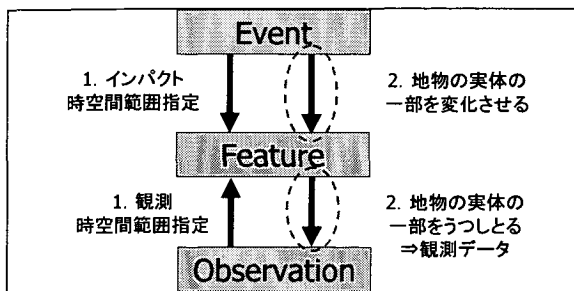 Event
1. インパクト
時空間範囲指定
2. 地物の実体の
一部を変化させる
Feature
1. 観測
時空間範囲指定
2. 地物の実体の
一部をうつしとる
⇒観測データ
Observation